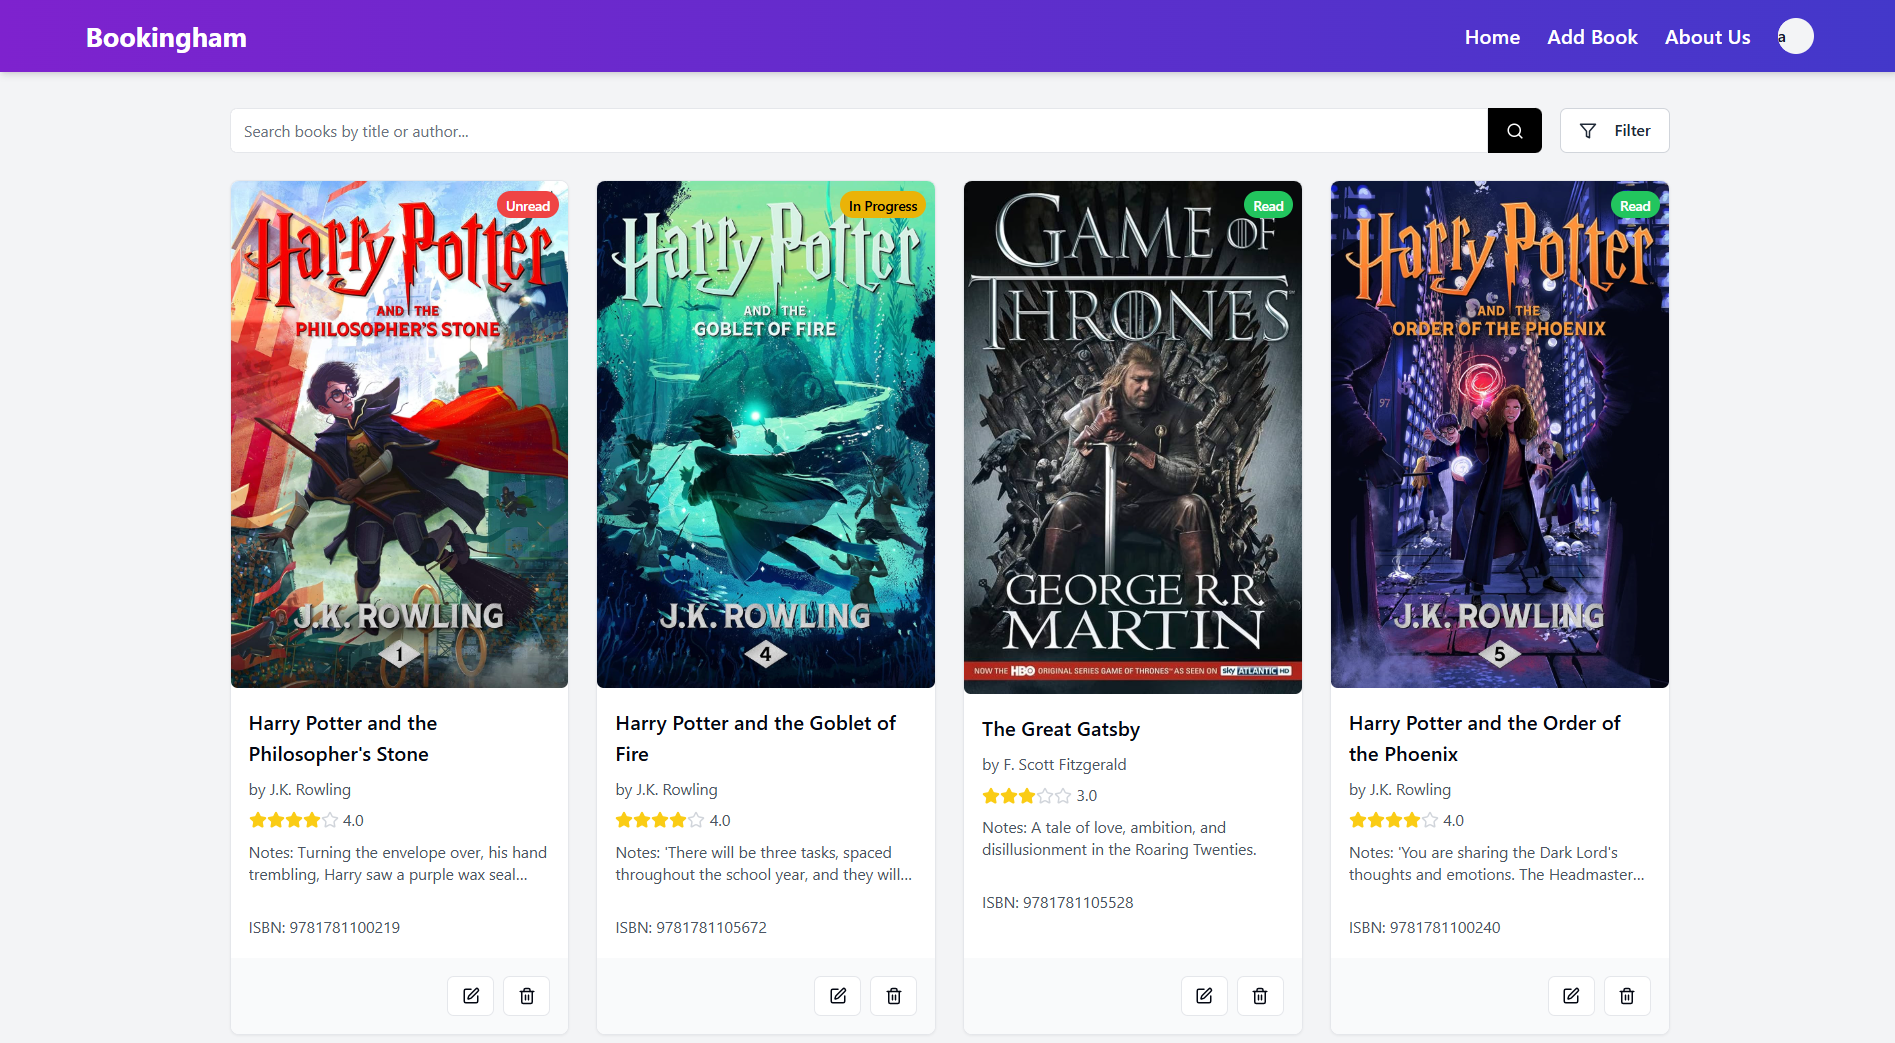 Bookingham
Home Add Book About Us a
Search books by title or author...
Filter
Unread
Harry Potter
AND THE
PHILOSOPHER'S STONE
J.K. ROWLING
1
Harry Potter and the
Philosopher's Stone
by J.K. Rowling
4.0
Notes: Turning the envelope over, his hand
trembling, Harry saw a purple wax seal...
ISBN: 9781781100219
In Progress
Harry Potter
AND THE
GOBLET OF FIRE
J.K. ROWLING
4
Harry Potter and the Goblet of
Fire
by J.K. Rowling
4.0
Notes: 'There will be three tasks, spaced
throughout the school year, and they will...
ISBN: 9781781105672
Read
GAME OF
THRONES
GEORGE R.R.
MARTIN
NOW THE HBO ORIGINAL SERIES GAME OF THRONES™ AS SEEN ON sky ATLANTIC HD
The Great Gatsby
by F. Scott Fitzgerald
3.0
Notes: A tale of love, ambition, and
disillusionment in the Roaring Twenties.
ISBN: 9781781105528
Read
Harry Potter
AND THE
ORDER OF THE PHOENIX
97
J.K. ROWLING
5
Harry Potter and the Order of
the Phoenix
by J.K. Rowling
4.0
Notes: 'You are sharing the Dark Lord's
thoughts and emotions. The Headmaster...
ISBN: 9781781100240